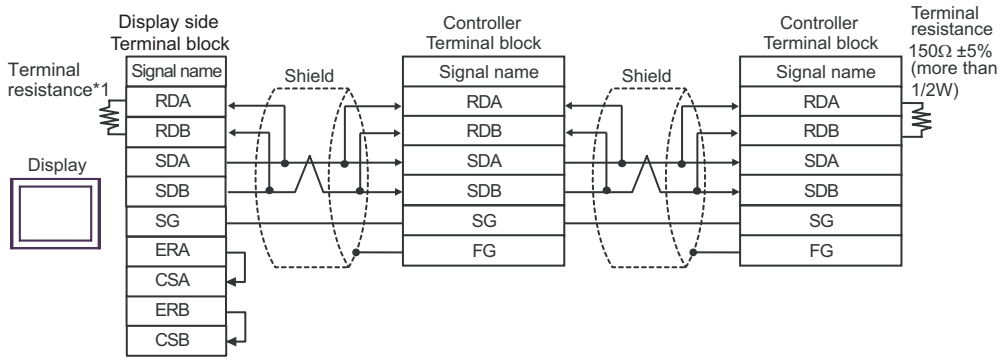 Display side
Terminal block
Controller
Terminal block
Controller
Terminal block
Terminal
resistance
150Ω ±5%
(more than
1/2W)
Terminal
resistance*1
Signal name
Shield
Signal name
Shield
Signal name
RDA
RDA
RDA
RDB
RDB
RDB
Display
SDA
SDA
SDA
SDB
SDB
SDB
SG
SG
SG
ERA
FG
FG
CSA
ERB
CSB